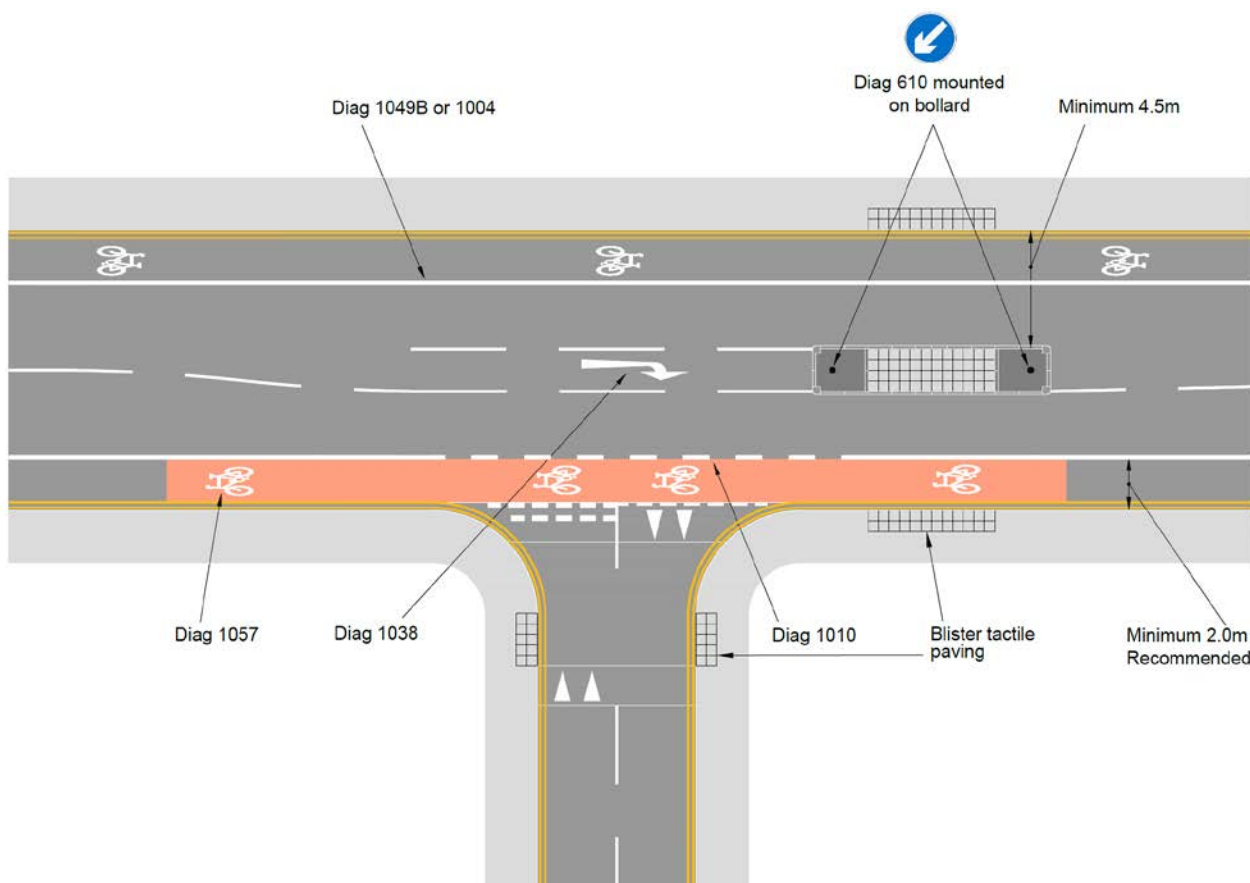 Diag 610 mounted
on bollard
Diag 1049B or 1004
Minimum 4.5m
Diag 1057
Diag 1038
Diag 1010
Blister tactile
paving
Minimum 2.0m
Recommended